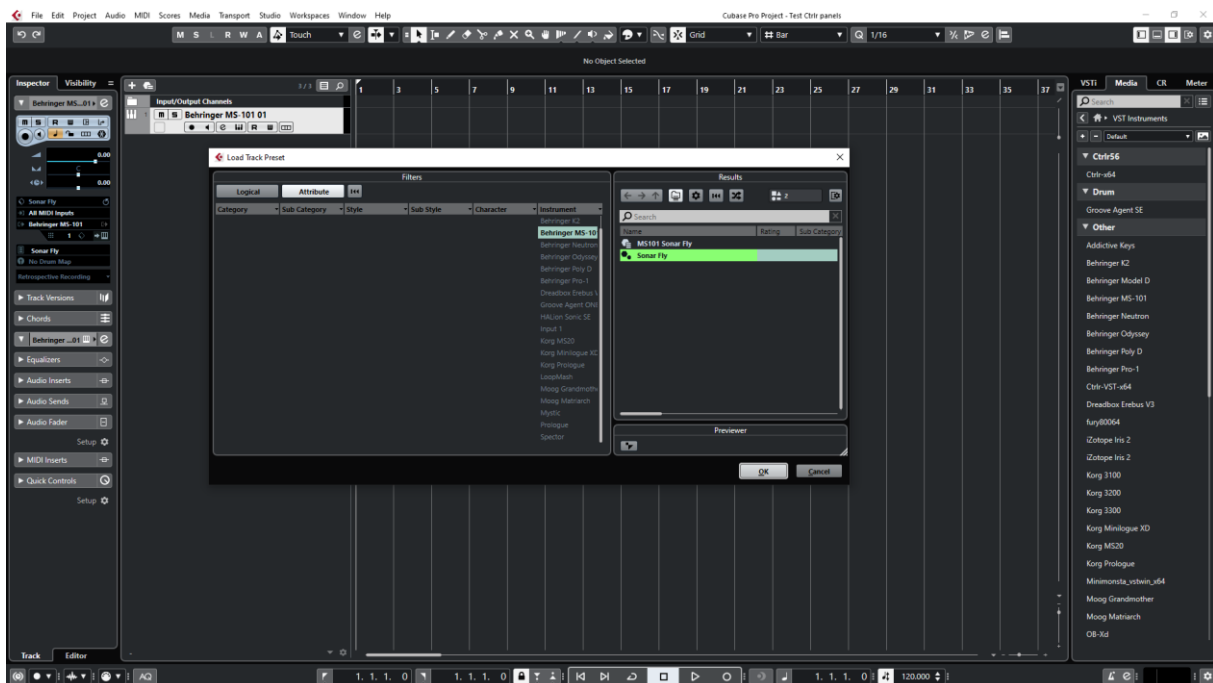 File Edit Project Audio MIDI Scores Media Transport Studio Workspaces Window Help
Cubase Pro Project - Test Ctrlr panels
M S L R W A Touch
Grid
Bar
Q 1/16
No Object Selected
Inspector Visibility
Behringer MS...01
M S R
0.00
C
0.00
Sonar Fly
All MIDI Inputs
Behringer MS-101
1
Sonar Fly
No Drum Map
Retrospective Recording
Track Versions
Chords
Behringer ...01
Equalizers
Audio Inserts
Audio Sends
Audio Fader
Setup
MIDI Inserts
Quick Controls
Setup
Track Editor
3/3
1 3 5 7 9 11 13 15 17 19 21 23 25 27 29 31 33 35 37
Input/Output Channels
1 m S Behringer MS-101 01
e R
Load Track Preset
Filters
Logical Attribute
Category Sub Category Style Sub Style Character Instrument
Behringer K2
Behringer MS-10
Behringer Neutron
Behringer Odyssey
Behringer Poly D
Behringer Pro-1
Dreadbox Erebus V
Groove Agent ONE
HALion Sonic SE
Input 1
Korg MS20
Korg Minilogue XD
Korg Prologue
LoopMash
Moog Grandmothe
Moog Matriarch
Mystic
Prologue
Spector
Results
2
Search
Name Rating Sub Category
MS101 Sonar Fly
Sonar Fly
Previewer
OK Cancel
VSTi Media CR Meter
Search
VST Instruments
Default
Ctrlr56
Ctrlr-x64
Drum
Groove Agent SE
Other
Addictive Keys
Behringer K2
Behringer Model D
Behringer MS-101
Behringer Neutron
Behringer Odyssey
Behringer Poly D
Behringer Pro-1
Ctrlr-VST-x64
Dreadbox Erebus V3
fury80064
iZotope Iris 2
iZotope Iris 2
Korg 3100
Korg 3200
Korg 3300
Korg Minilogue XD
Korg MS20
Korg Prologue
Minimonsta_vstwin_x64
Moog Grandmother
Moog Matriarch
OB-Xd
AQ
1. 1. 1. 0
1. 1. 1. 0
1. 1. 1. 0
120.000